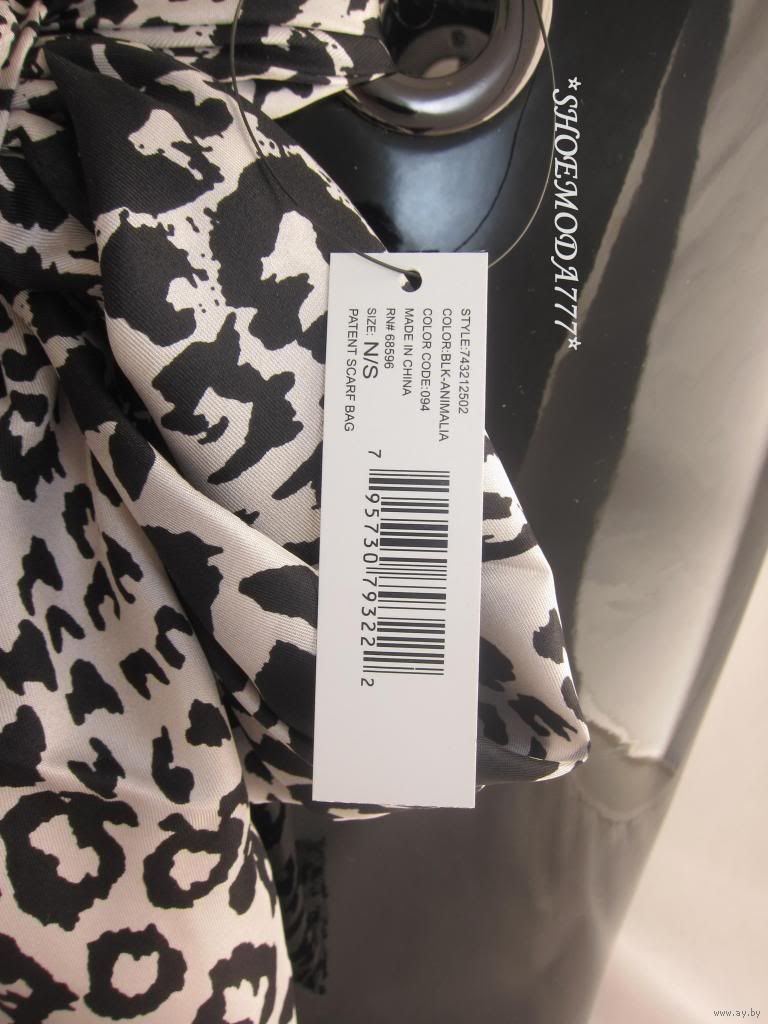 *SHOEMODA777*
STYLE:743212502
COLOR:BLK-ANIMALIA
COLOR CODE:094
MADE IN CHINA
RN# 68596
SIZE: N/S
PATENT SCARF BAG
7 95730 79322 2
www.ay.by